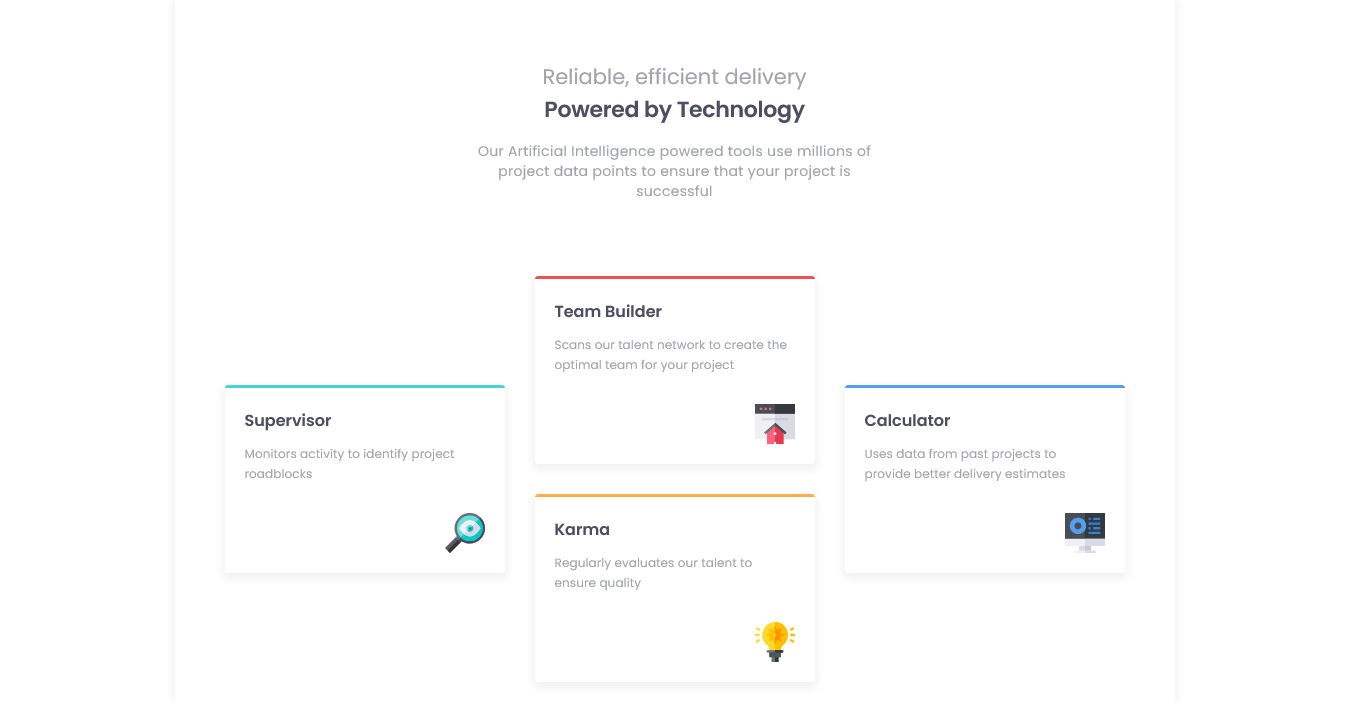 Reliable, efficient delivery
Powered by Technology
Our Artificial Intelligence powered tools use millions of
project data points to ensure that your project is
successful
Supervisor
Monitors activity to identify project
roadblocks
Team Builder
Scans our talent network to create the
optimal team for your project
Karma
Regularly evaluates our talent to
ensure quality
Calculator
Uses data from past projects to
provide better delivery estimates